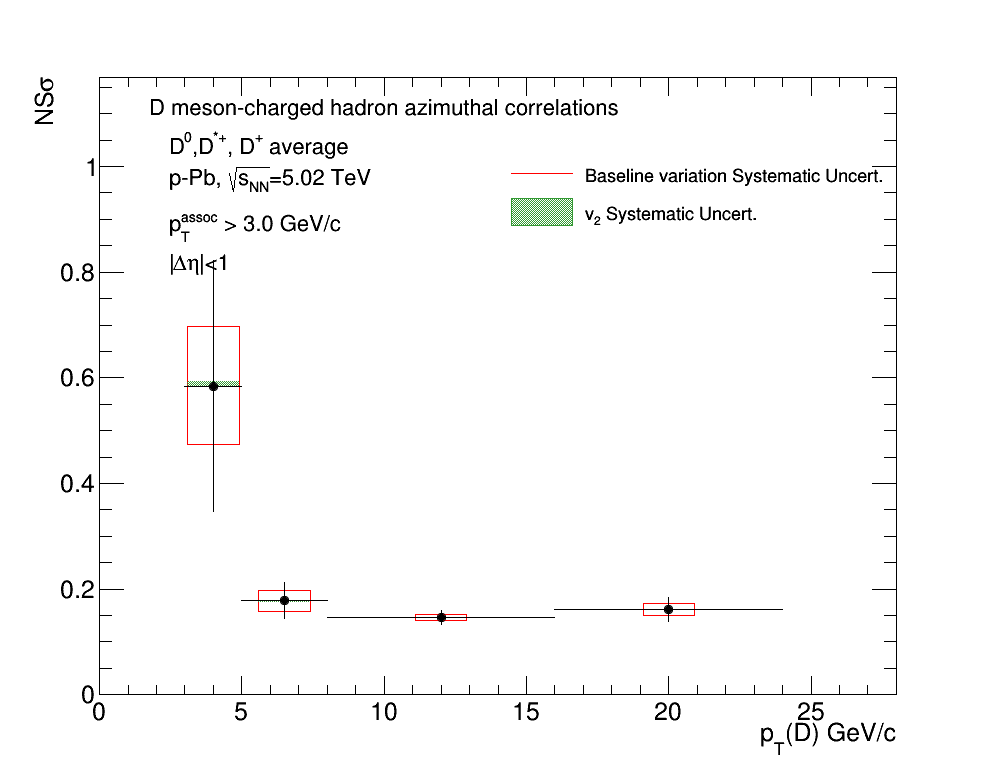 NSσ
D meson-charged hadron azimuthal correlations
D⁰,D*⁺, D⁺ average
p-Pb, √sNN=5.02 TeV
pTassoc > 3.0 GeV/c
|Δη|<1
Baseline variation Systematic Uncert.
v₂ Systematic Uncert.
1
0.8
0.6
0.4
0.2
0
0 5 10 15 20 25
pT(D) GeV/c